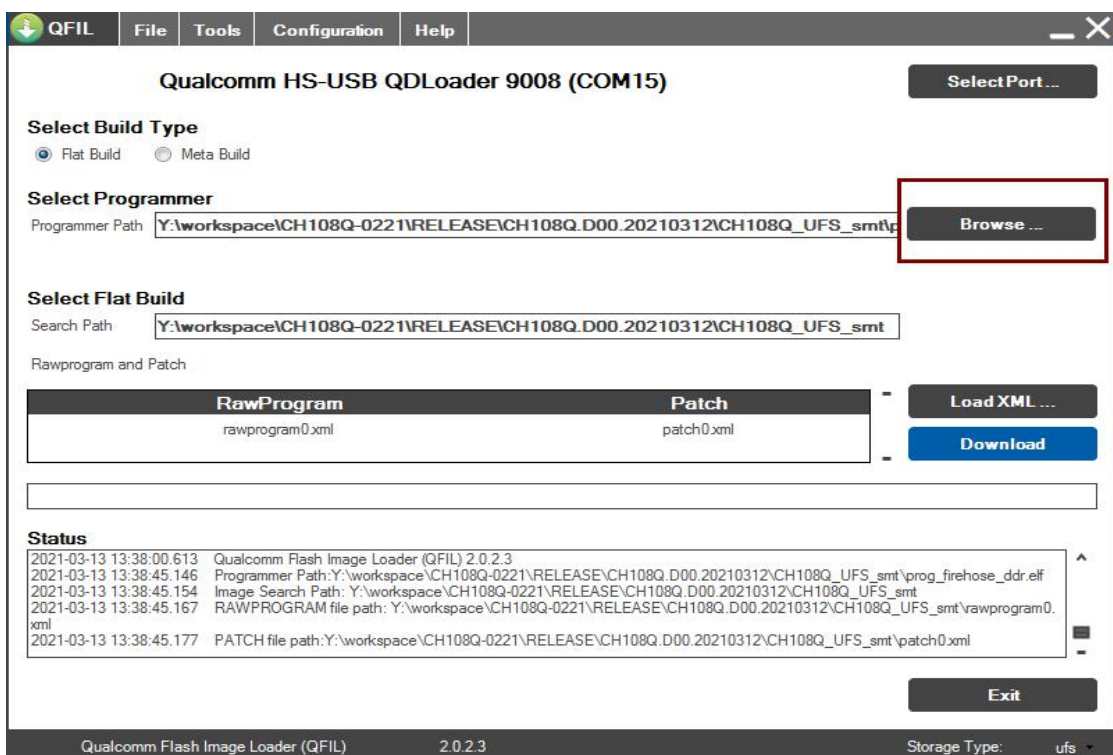 QFIL File Tools Configuration Help
Qualcomm HS-USB QDLoader 9008 (COM15)
Select Port ...
Select Build Type
Flat Build Meta Build
Select Programmer
Programmer Path Y:\workspace\CH108Q-0221\RELEASE\CH108Q.D00.20210312\CH108Q_UFS_smt\p
Browse ...
Select Flat Build
Search Path Y:\workspace\CH108Q-0221\RELEASE\CH108Q.D00.20210312\CH108Q_UFS_smt
Rawprogram and Patch
RawProgram Patch
rawprogram0.xml patch0.xml
Load XML ...
Download
Status
2021-03-13 13:38:00.613 Qualcomm Flash Image Loader (QFIL) 2.0.2.3
2021-03-13 13:38:45.146 Programmer Path:Y:\workspace\CH108Q-0221\RELEASE\CH108Q.D00.20210312\CH108Q_UFS_smt\prog_firehose_ddr.elf
2021-03-13 13:38:45.154 Image Search Path: Y:\workspace\CH108Q-0221\RELEASE\CH108Q.D00.20210312\CH108Q_UFS_smt
2021-03-13 13:38:45.167 RAWPROGRAM file path: Y:\workspace\CH108Q-0221\RELEASE\CH108Q.D00.20210312\CH108Q_UFS_smt\rawprogram0.
xml
2021-03-13 13:38:45.177 PATCH file path:Y:\workspace\CH108Q-0221\RELEASE\CH108Q.D00.20210312\CH108Q_UFS_smt\patch0.xml
Exit
Qualcomm Flash Image Loader (QFIL) 2.0.2.3 Storage Type: ufs